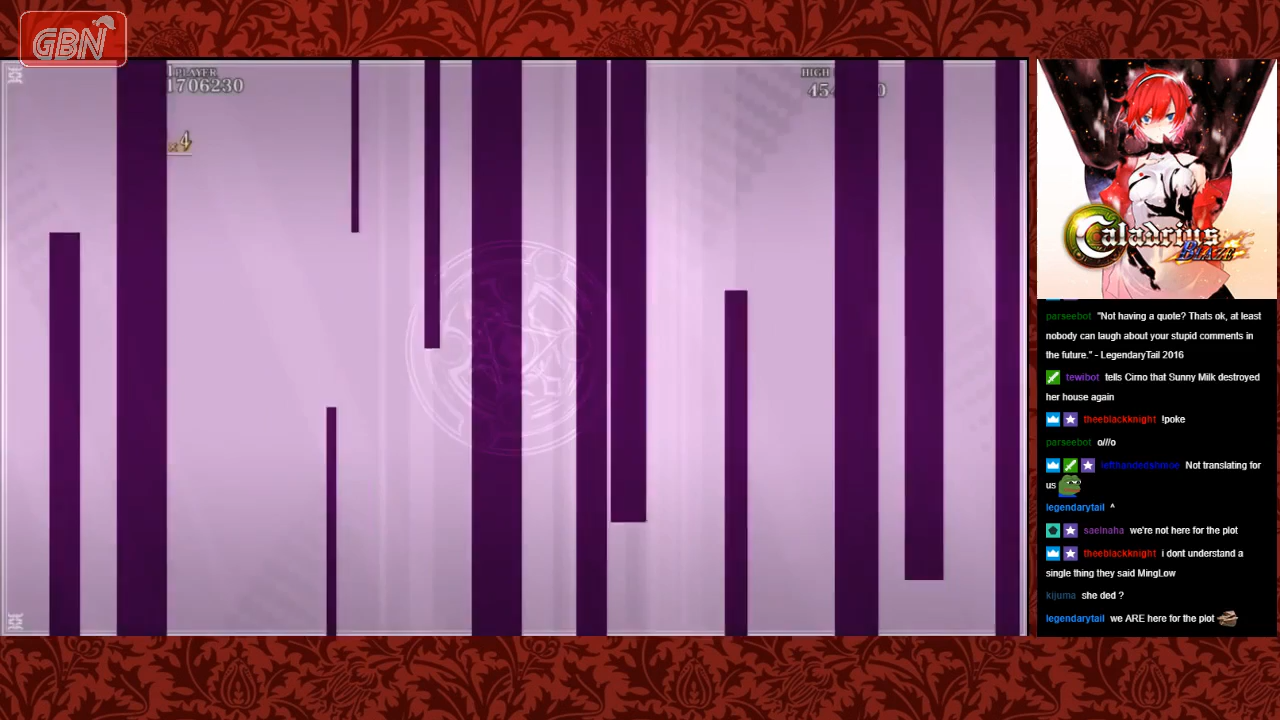 GBN
1 PLAYER
1706230
HIGH
x4
Caladrius
BLAZE
parseebot "Not having a quote? Thats ok, at least
nobody can laugh about your stupid comments in
the future." - LegendaryTail 2016
tewibot tells Cirno that Sunny Milk destroyed
her house again
theeblackknight !poke
parseebot o///o
Not translating for
us
legendarytail ^
saelnaha we're not here for the plot
theeblackknight i dont understand a
single thing they said MingLow
kijuma she ded ?
legendarytail we ARE here for the plot